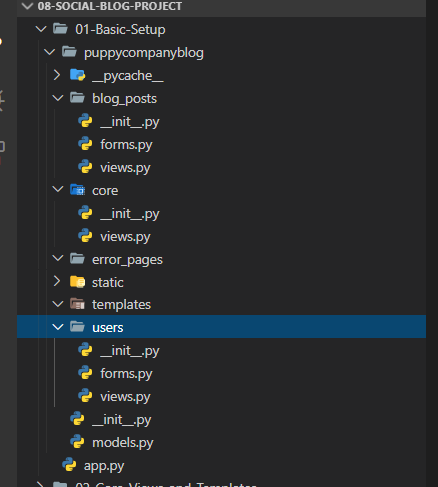 08-SOCIAL-BLOG-PROJECT
01-Basic-Setup
puppycompanyblog
__pycache__
blog_posts
__init__.py
forms.py
views.py
core
__init__.py
views.py
error_pages
static
templates
users
__init__.py
forms.py
views.py
__init__.py
models.py
app.py
02-Core-Views-and-Templates